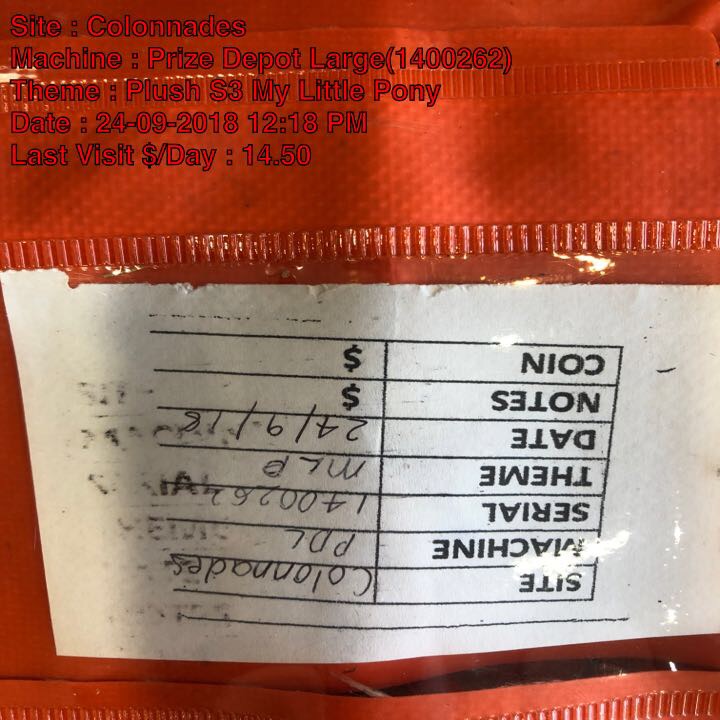 Site : Colonnades
Machine : Prize Depot Large(1400262)
Theme : Plush S3 My Little Pony
Date : 24-09-2018 12:18 PM
Last Visit $/Day : 14.50
SITE Colonnades
MACHINE PDL
SERIAL 1400262
THEME MLP
DATE 24/9/18
NOTES $
COIN $